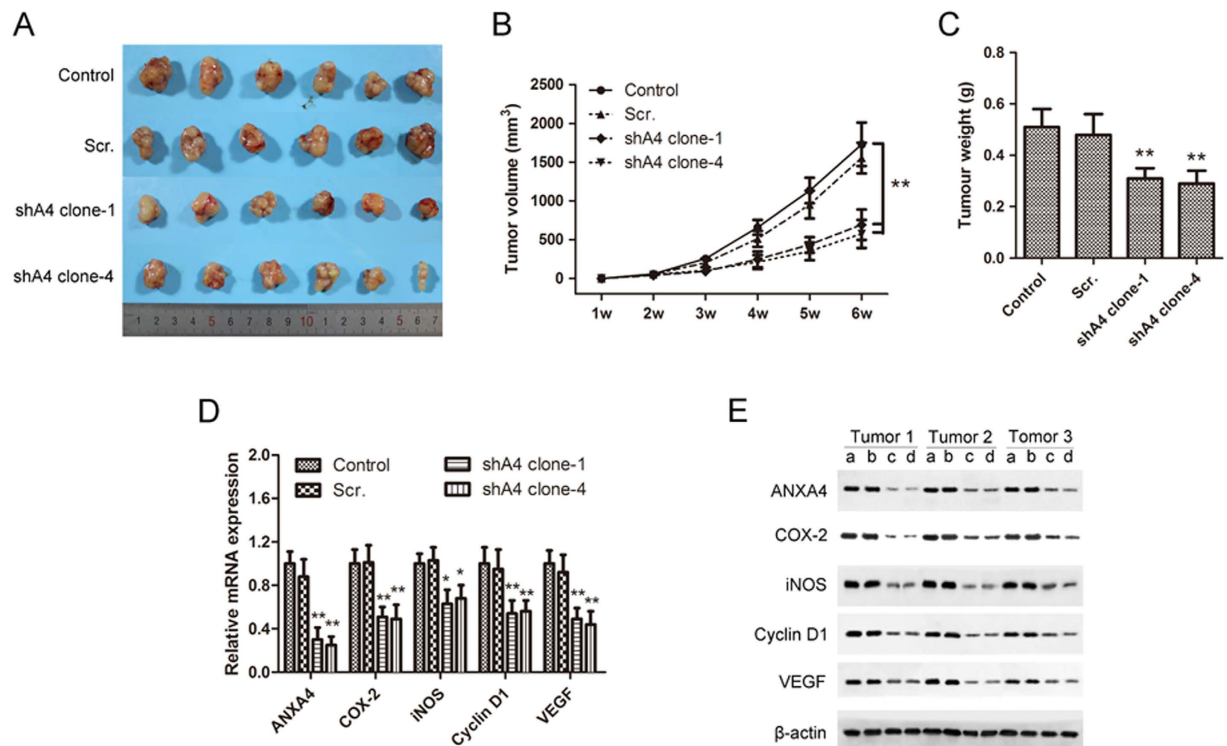 A
Control
Scr.
shA4 clone-1
shA4 clone-4
1 2 3 4 5 6 7 8 9 10 1 2 3 4 5 6 7
B
Tumor volume (mm³)
2500
2000
1500
1000
500
0
Control
Scr.
shA4 clone-1
shA4 clone-4
**
1w 2w 3w 4w 5w 6w
C
Tumour weight (g)
0.8
0.6
0.4
0.2
0.0
** **
Control
Scr.
shA4 clone-1
shA4 clone-4
D
Relative mRNA expression
2.0
1.6
1.2
0.8
0.4
0.0
Control
Scr.
shA4 clone-1
shA4 clone-4
** ** ** ** * * ** ** ** **
ANXA4
COX-2
iNOS
Cyclin D1
VEGF
E
Tumor 1 Tumor 2 Tomor 3
a b c d a b c d a b c d
ANXA4
COX-2
iNOS
Cyclin D1
VEGF
β-actin